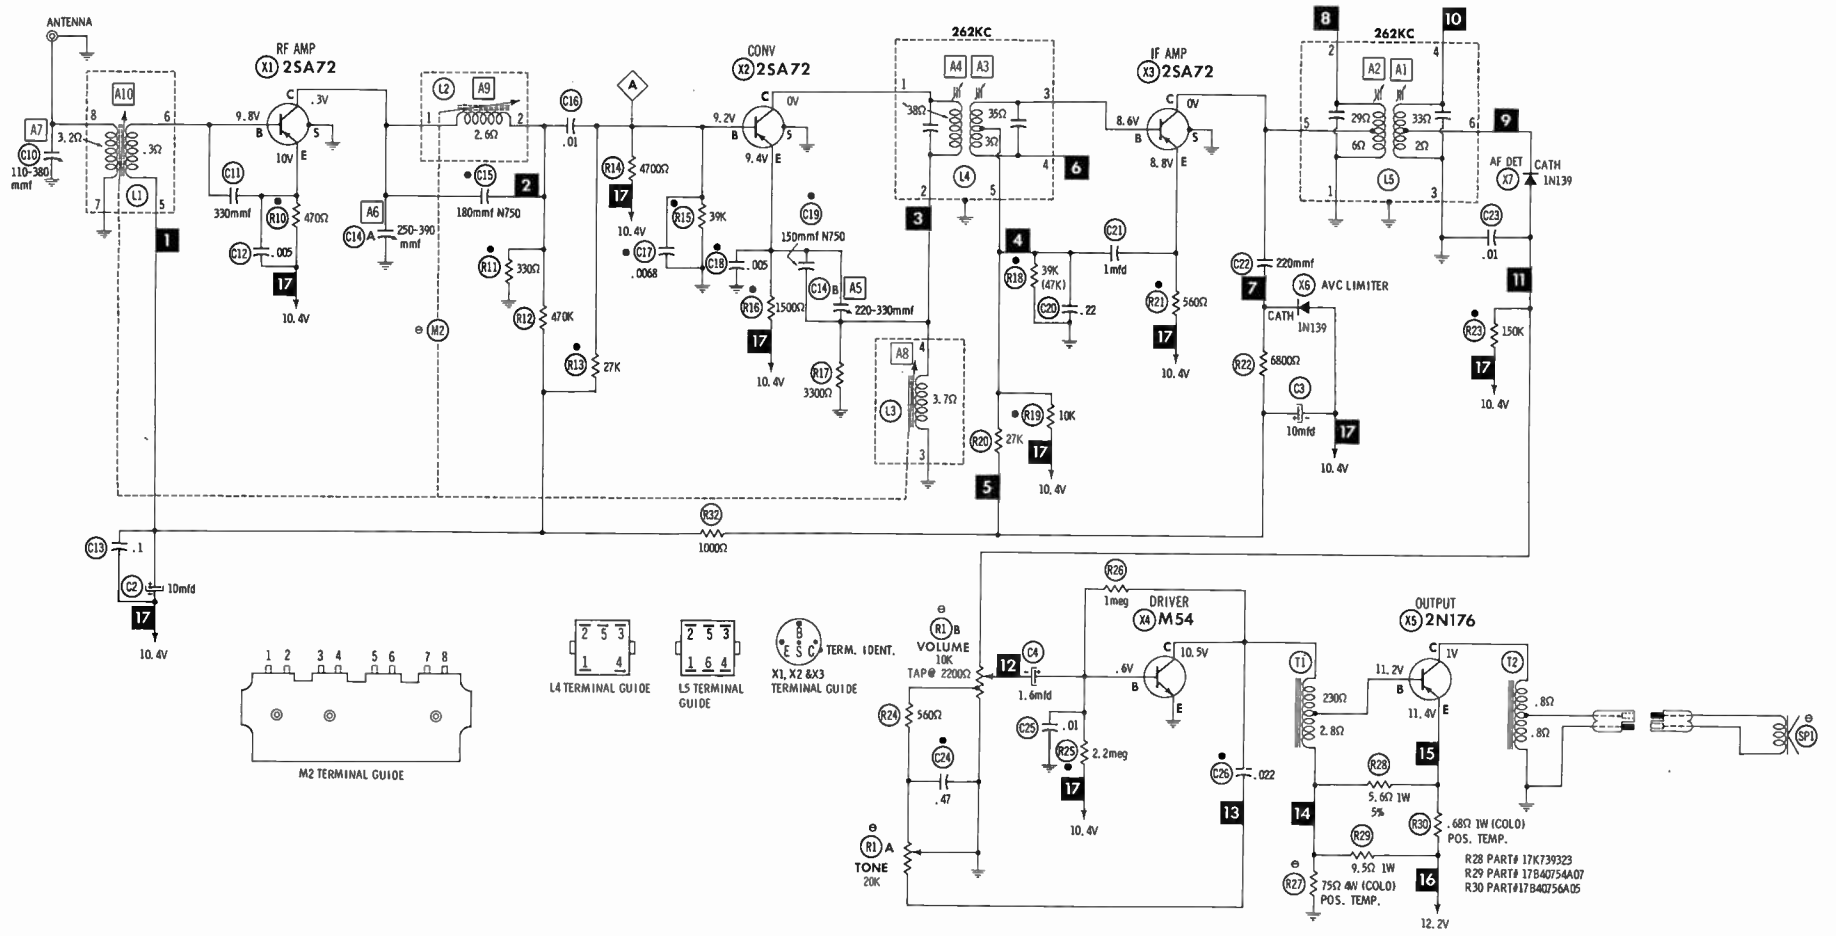 ANTENNA
A7
C10
110-380
mmf
8
3.2Ω
7
A10
L1
6
.3Ω
5
1
RF AMP
X1 2SA72
9.8V
B
C
.3V
S
10V
E
C11
330mmf
R10
470Ω
C12
.005
17
10.4V
L2
A9
1
2.6Ω
2
C15
180mmf N750
2
A6
C14 A
250-390
mmf
R11
330Ω
R12
470K
M2
C16
.01
A
R13
27K
R14
4700Ω
17
10.4V
R15
39K
C17
.0068
CONV
X2 2SA72
9.2V
B
C
0V
S
9.4V
E
C18
.005
C19
150mmf N750
R16
1500Ω
17
10.4V
C14 B
A5
220-330mmf
R17
3300Ω
262KC
1
A4
A3
38Ω
35Ω
3Ω
3
4
6
2
L4
5
3
4
A8
L3
3.7Ω
3
4
R18
39K
(47K)
C20
.22
C21
1mfd
R19
10K
17
10.4V
R20
27K
5
IF AMP
X3 2SA72
8.6V
B
C
0V
S
8.8V
E
R21
560Ω
17
10.4V
C22
220mmf
7
X6
AVC LIMITER
CATH
1N139
R22
6800Ω
C3
10mfd
17
10.4V
8
2
262KC
10
4
A2
A1
29Ω
33Ω
6Ω
2Ω
5
6
1
3
L5
9
AF DET
X7
CATH
1N139
C23
.01
11
R23
150K
17
10.4V
R32
1000Ω
C13
.1
C2
10mfd
17
10.4V
1 2 3 4 5 6 7 8
M2 TERMINAL GUIDE
2 5 3
1 4
L4 TERMINAL GUIDE
2 5 3
1 6 4
L5 TERMINAL
GUIDE
B
E S C
TERM. IDENT.
X1, X2 & X3
TERMINAL GUIDE
R1 B
VOLUME
10K
TAP@ 2200Ω
12
C4
1.6mfd
R24
560Ω
C24
.47
R1 A
TONE
20K
C25
.01
R25
2.2meg
17
10.4V
R26
1meg
DRIVER
X4 M54
.6V
B
C
10.5V
E
C26
.022
13
T1
230Ω
2.8Ω
14
R27
75Ω 4W (COLD)
POS. TEMP.
OUTPUT
X5 2N176
11.2V
B
C
1V
11.4V
E
15
R28
5.6Ω 1W
5%
R29
9.5Ω 1W
R30
.68Ω 1W (COLD)
POS. TEMP.
16
12.2V
R28 PART# 17K739323
R29 PART# 17B40754A07
R30 PART#17B40756A05
T2
.8Ω
.8Ω
SP1